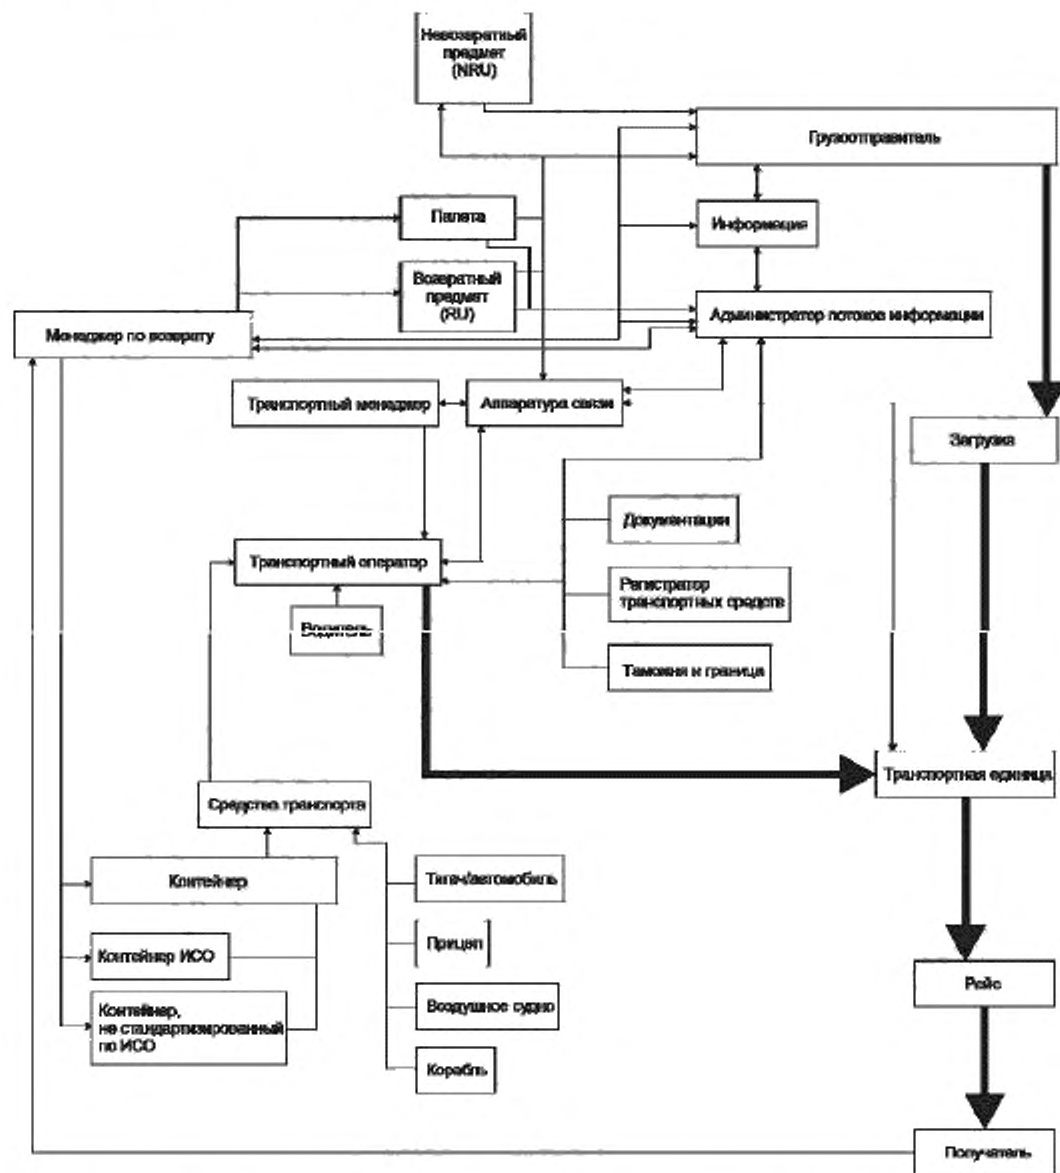 Невозвратный
предмет
(NRU)
Грузоотправитель
Палета
Информация
Возвратный
предмет
(RU)
Администратор потоков информации
Менеджер по возврату
Транспортный менеджер
Аппаратура связи
Загрузка
Документации
Транспортный оператор
Регистратор
транспортных средств
Водитель
Таможня и граница
Транспортная единица
Средства транспорта
Контейнер
Тягач/автомобиль
Прицеп
Контейнер ИСО
Рейс
Воздушное судно
Контейнер,
не стандартизированный
по ИСО
Корабль
Получатель